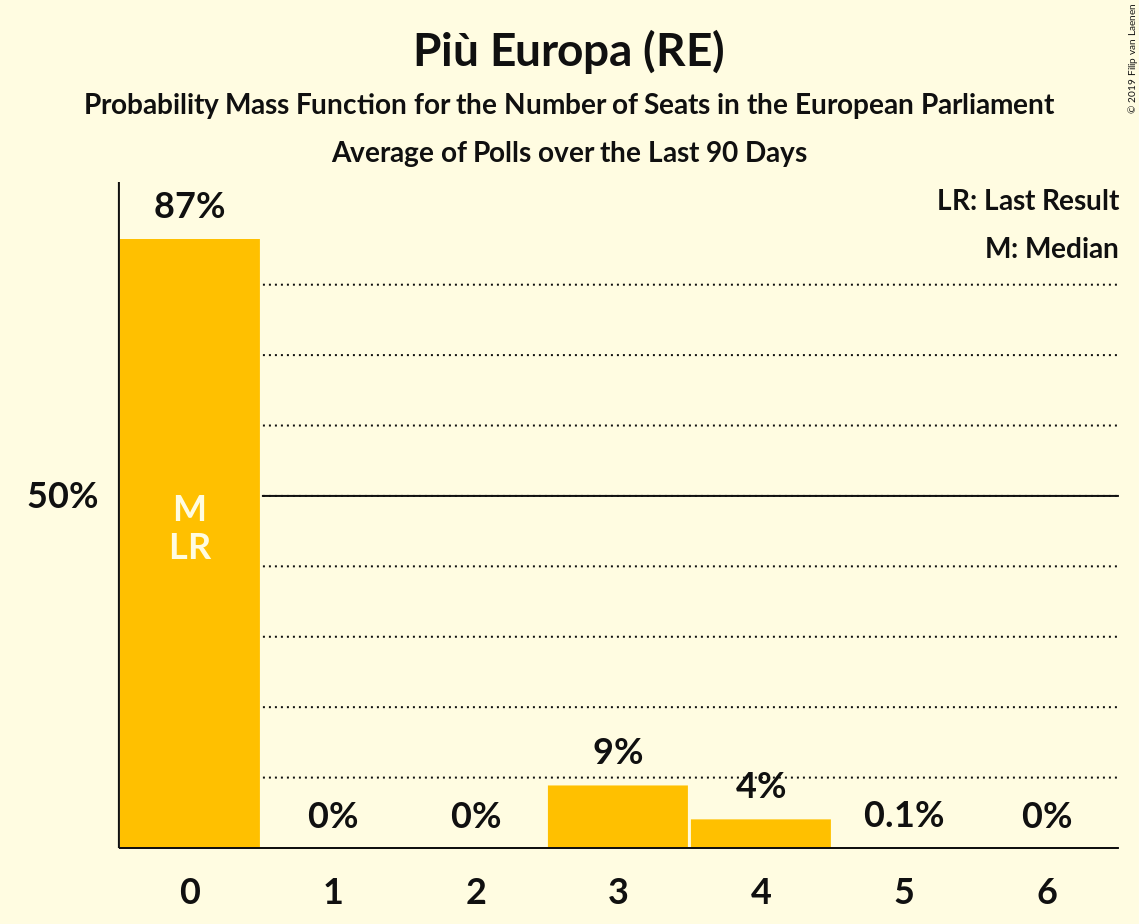 Più Europa (RE)
Probability Mass Function for the Number of Seats in the European Parliament
Average of Polls over the Last 90 Days
© 2019 Filip van Laenen
LR: Last Result
M: Median
87%
50%
M
LR
0%
0%
9%
4%
0.1%
0%
0
1
2
3
4
5
6